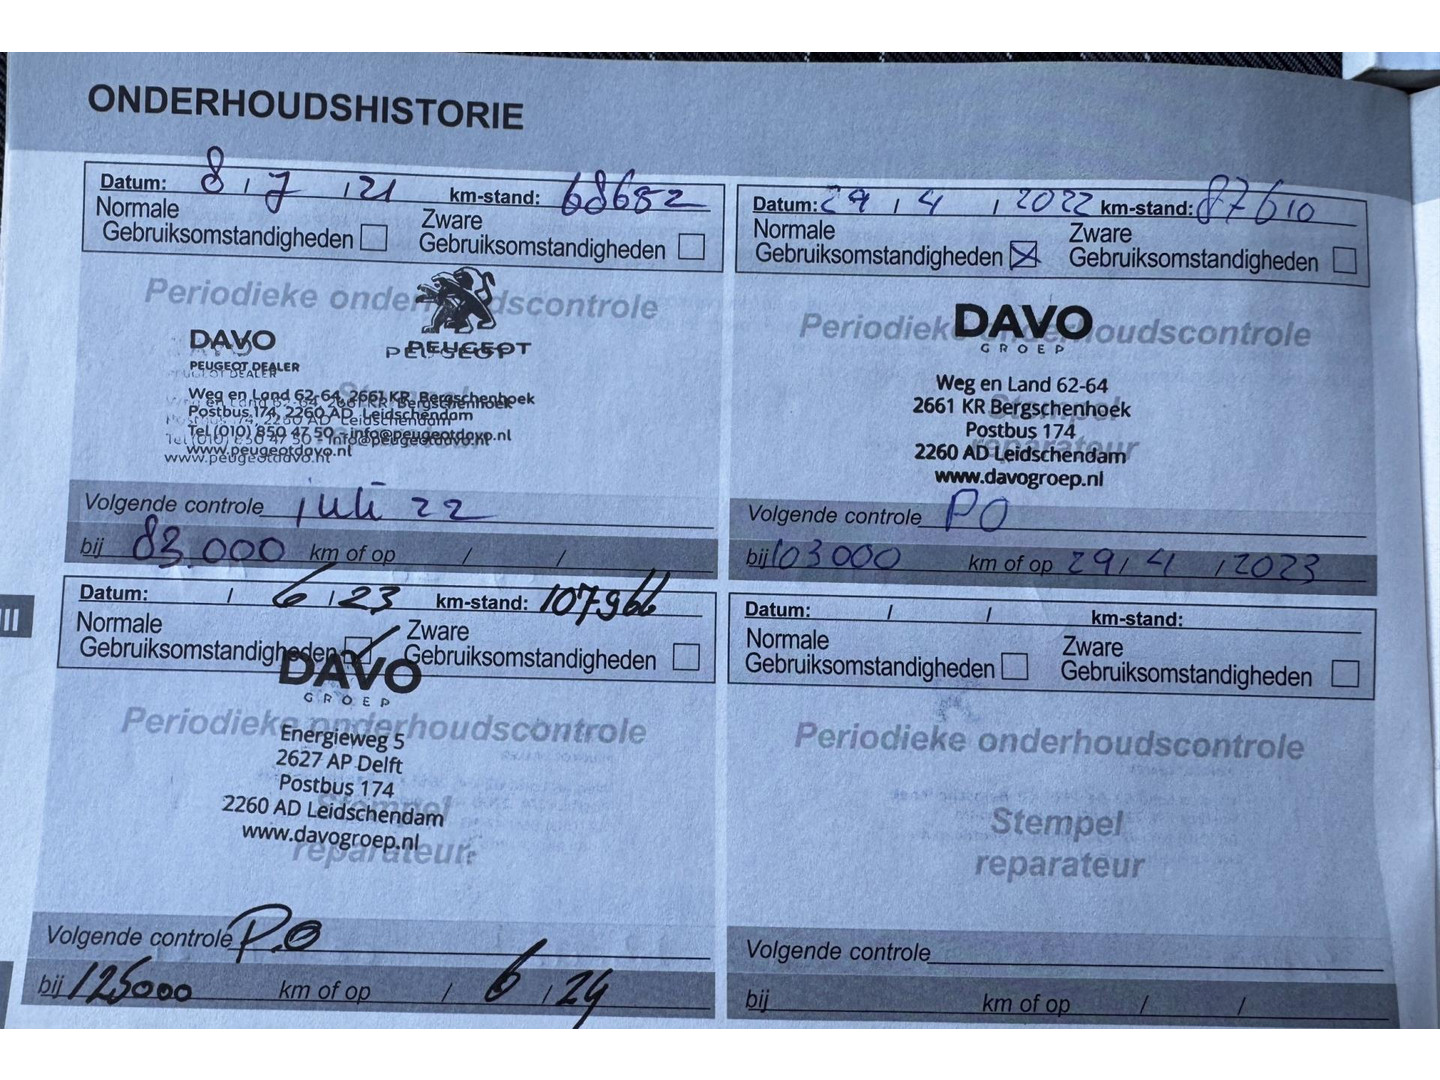 ONDERHOUDSHISTORIE
Datum: 8 / 7 / 21 km-stand: 68682
Normale
Gebruiksomstandigheden
Zware
Gebruiksomstandigheden
Periodieke onderhoudscontrole
PEUGEOT
DAVO
PEUGEOT DEALER
Weg en Land 62-64, 2661 KR Bergschenhoek
Postbus 174, 2260 AD Leidschendam
Tel (010) 850 47 50 - info@peugeotdavo.nl
www.peugeotdavo.nl
Volgende controle juli 22
bij 83.000 km of op / /
Datum: 29 / 4 / 2022 km-stand: 87610
Normale
Gebruiksomstandigheden
Zware
Gebruiksomstandigheden
Periodieke onderhoudscontrole
DAVO
GROEP
Stempel
reparateur
Weg en Land 62-64
2661 KR Bergschenhoek
Postbus 174
2260 AD Leidschendam
www.davogroep.nl
Volgende controle PO
bij 103000 km of op 29 / 4 / 2023
Datum: / 6 / 23 km-stand: 107966
Normale
Gebruiksomstandigheden
Zware
Gebruiksomstandigheden
DAVO
GROEP
Periodieke onderhoudscontrole
Energieweg 5
2627 AP Delft
Postbus 174
2260 AD Leidschendam
www.davogroep.nl
Stempel
reparateur
Volgende controle P.O
bij 125000 km of op / 6 / 24
Datum: / / km-stand:
Normale
Gebruiksomstandigheden
Zware
Gebruiksomstandigheden
Periodieke onderhoudscontrole
Stempel
reparateur
Volgende controle
bij km of op / /
III